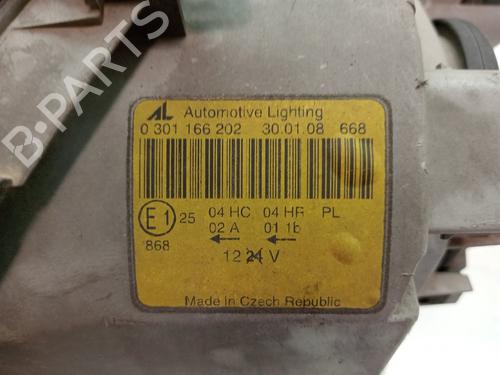 B-PARTS
AL Automotive Lighting
0 301 166 202 30.01.08 668
E1 25 04 HC 04 HR PL
02 A 01 1b
868
12 24 V
Made in Czech Republic